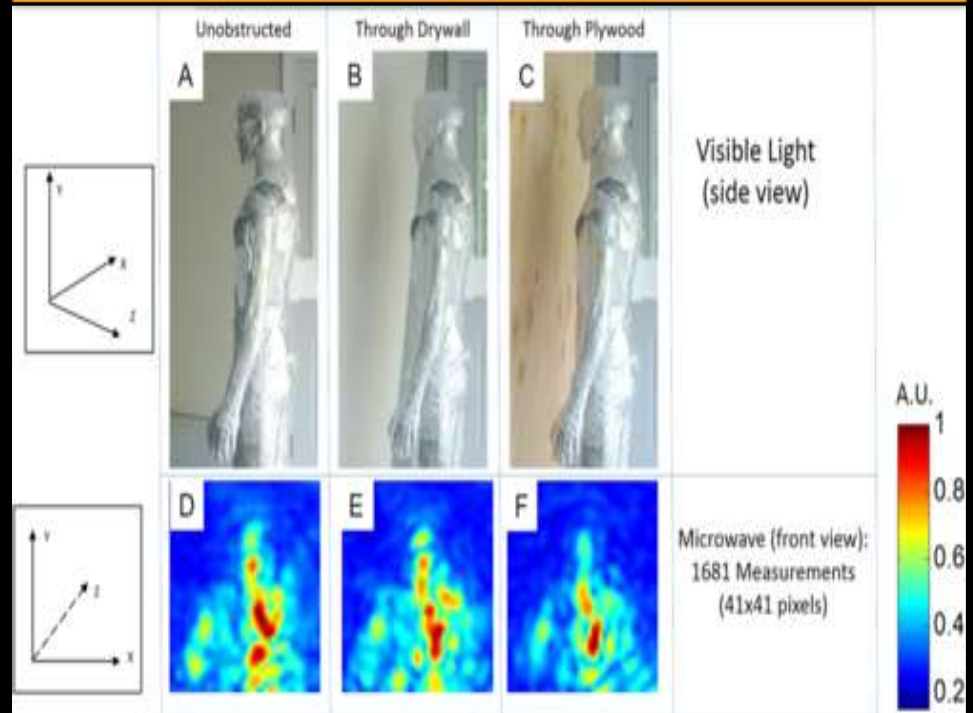 Unobstructed
Through Drywall
Through Plywood
A
B
C
Visible Light
(side view)
Y
X
Z
A.U.
1
0.8
0.6
0.4
0.2
D
E
F
Microwave (front view):
1681 Measurements
(41x41 pixels)
Y
Z
X